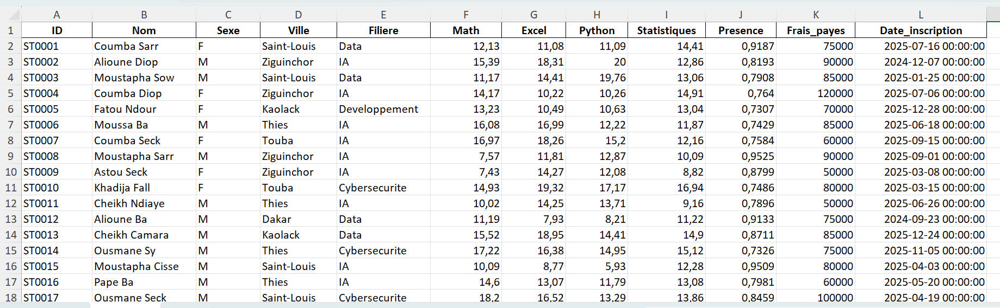 A B C D E F G H I J K L
1 ID Nom Sexe Ville Filiere Math Excel Python Statistiques Presence Frais_payes Date_inscription
2 ST0001 Coumba Sarr F Saint-Louis Data 12,13 11,08 11,09 14,41 0,9187 75000 2025-07-16 00:00:00
3 ST0002 Alioune Diop M Ziguinchor IA 15,39 18,31 20 12,86 0,8193 90000 2024-12-07 00:00:00
4 ST0003 Moustapha Sow M Saint-Louis Data 11,17 14,41 19,76 13,06 0,7908 85000 2025-01-25 00:00:00
5 ST0004 Coumba Diop F Ziguinchor IA 14,17 10,22 10,26 14,91 0,764 120000 2025-07-06 00:00:00
6 ST0005 Fatou Ndour F Kaolack Developpement 13,23 10,49 10,63 13,04 0,7307 70000 2025-12-28 00:00:00
7 ST0006 Moussa Ba M Thies IA 16,08 16,99 12,22 11,87 0,7429 85000 2025-06-18 00:00:00
8 ST0007 Coumba Seck F Touba IA 16,97 18,26 15,2 12,16 0,7584 60000 2025-09-15 00:00:00
9 ST0008 Moustapha Sarr M Ziguinchor IA 7,57 11,81 12,87 10,09 0,9525 90000 2025-09-01 00:00:00
10 ST0009 Astou Seck F Ziguinchor IA 7,43 14,27 12,08 8,82 0,8799 50000 2025-03-08 00:00:00
11 ST0010 Khadija Fall F Touba Cybersecurite 14,93 19,32 17,17 16,94 0,7486 80000 2025-03-15 00:00:00
12 ST0011 Cheikh Ndiaye M Thies IA 10,02 14,25 13,71 9,16 0,7896 50000 2025-06-26 00:00:00
13 ST0012 Alioune Ba M Dakar Data 11,19 7,93 8,21 11,22 0,9133 75000 2024-09-23 00:00:00
14 ST0013 Cheikh Camara M Kaolack Data 15,52 18,95 14,41 14,9 0,8711 85000 2025-12-24 00:00:00
15 ST0014 Ousmane Sy M Thies Cybersecurite 17,22 16,38 14,95 15,12 0,7326 75000 2025-11-05 00:00:00
16 ST0015 Moustapha Cisse M Saint-Louis IA 10,09 8,77 5,93 12,28 0,9509 80000 2025-04-03 00:00:00
17 ST0016 Pape Ba M Thies IA 14,6 13,07 11,79 13,08 0,7981 60000 2025-05-20 00:00:00
18 ST0017 Ousmane Seck M Saint-Louis Cybersecurite 18,2 16,52 13,29 13,86 0,8459 100000 2025-04-19 00:00:00